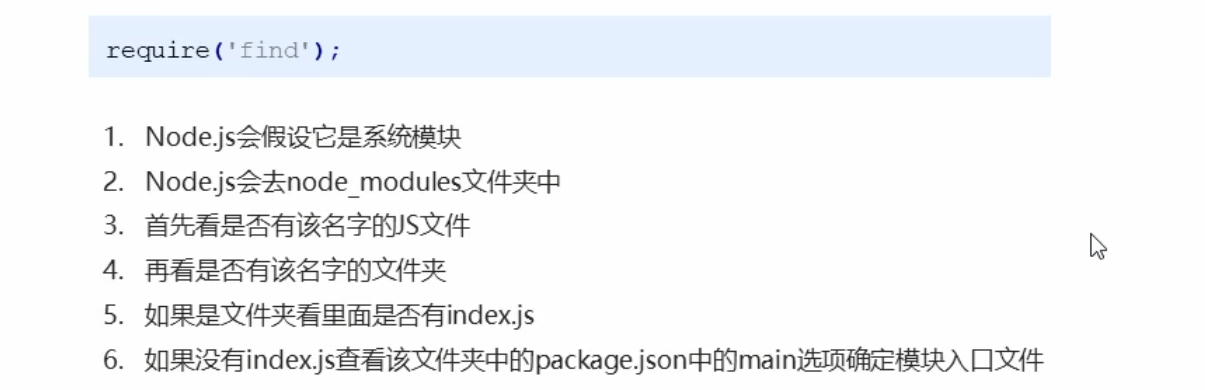 require('find');
1. Node.js会假设它是系统模块
2. Node.js会去node_modules文件夹中
3. 首先看是否有该名字的JS文件
4. 再看是否有该名字的文件夹
5. 如果是文件夹看里面是否有index.js
6. 如果没有index.js查看该文件夹中的package.json中的main选项确定模块入口文件